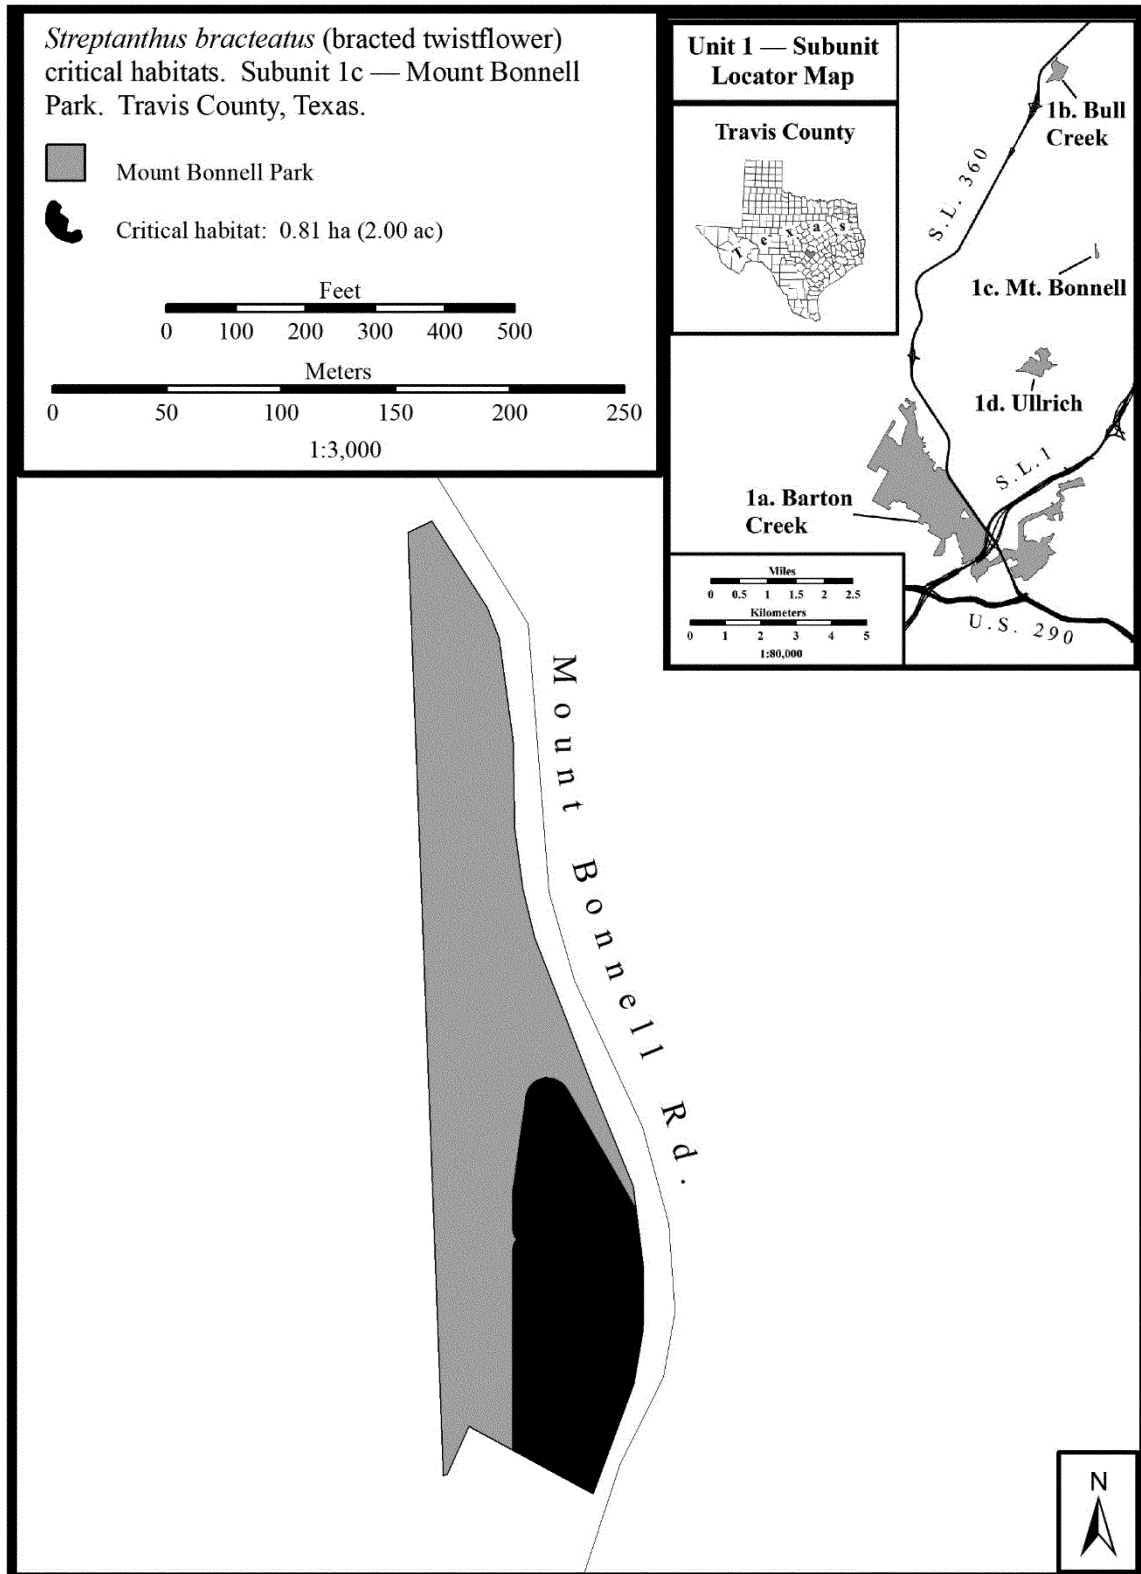 Streptanthus bracteatus (bracted twistflower)
critical habitats.  Subunit 1c — Mount Bonnell
Park.  Travis County, Texas.
Mount Bonnell Park
Critical habitat:  0.81 ha (2.00 ac)
Feet
0 100 200 300 400 500
Meters
0 50 100 150 200 250
1:3,000
Unit 1 — Subunit
Locator Map
Travis County
T e x a s
1b. Bull
Creek
S.L. 360
1c. Mt. Bonnell
1d. Ullrich
S.L.1
1a. Barton
Creek
U.S. 290
Miles
0 0.5 1 1.5 2 2.5
Kilometers
0 1 2 3 4 5
1:80,000
Mount Bonnell Rd.
N